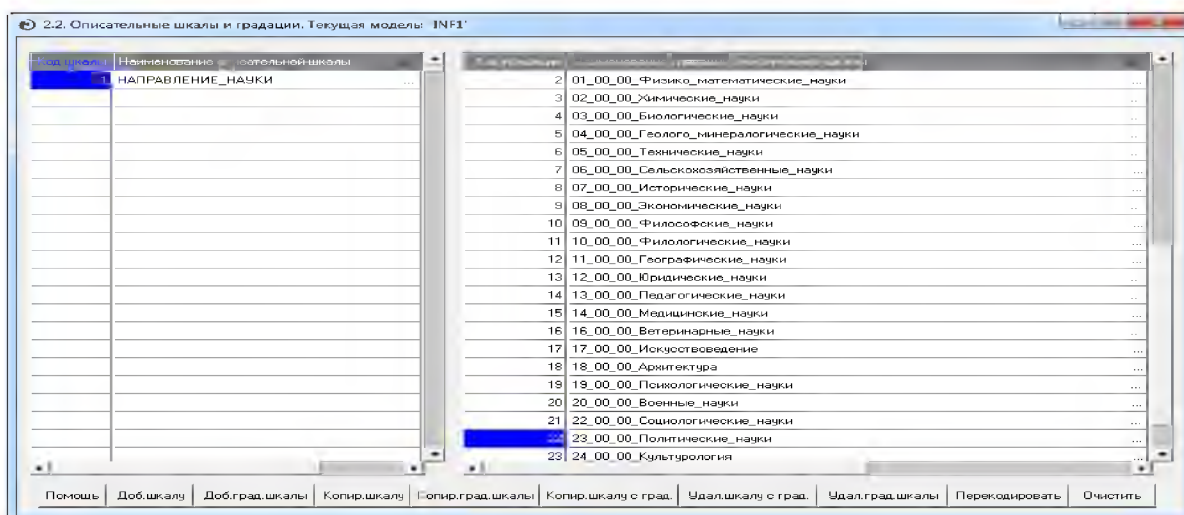 2.2. Описательные шкалы и градации. Текущая модель: "INF1"
Код шкалы Наименование описательной шкалы
1 НАПРАВЛЕНИЕ_НАУКИ ...
2 01_00_00_Физико_математические_науки ...
3 02_00_00_Химические_науки ...
4 03_00_00_Биологические_науки ...
5 04_00_00_Геолого_минералогические_науки ...
6 05_00_00_Технические_науки ...
7 06_00_00_Сельскохозяйственные_науки ...
8 07_00_00_Исторические_науки ...
9 08_00_00_Экономические_науки ...
10 09_00_00_Философские_науки ...
11 10_00_00_Филологические_науки ...
12 11_00_00_Географические_науки ...
13 12_00_00_Юридические_науки ...
14 13_00_00_Педагогические_науки ...
15 14_00_00_Медицинские_науки ...
16 16_00_00_Ветеринарные_науки ...
17 17_00_00_Искусствоведение ...
18 18_00_00_Архитектура ...
19 19_00_00_Психологические_науки ...
20 20_00_00_Военные_науки ...
21 22_00_00_Социологические_науки ...
22 23_00_00_Политические_науки ...
23 24_00_00_Культурология ...
Помощь Доб.шкалу Доб.град.шкалы Копир.шкалу Копир.град.шкалы Копир.шкалу с град. Удал.шкалу с град. Удал.град.шкалы Перекодировать Очистить